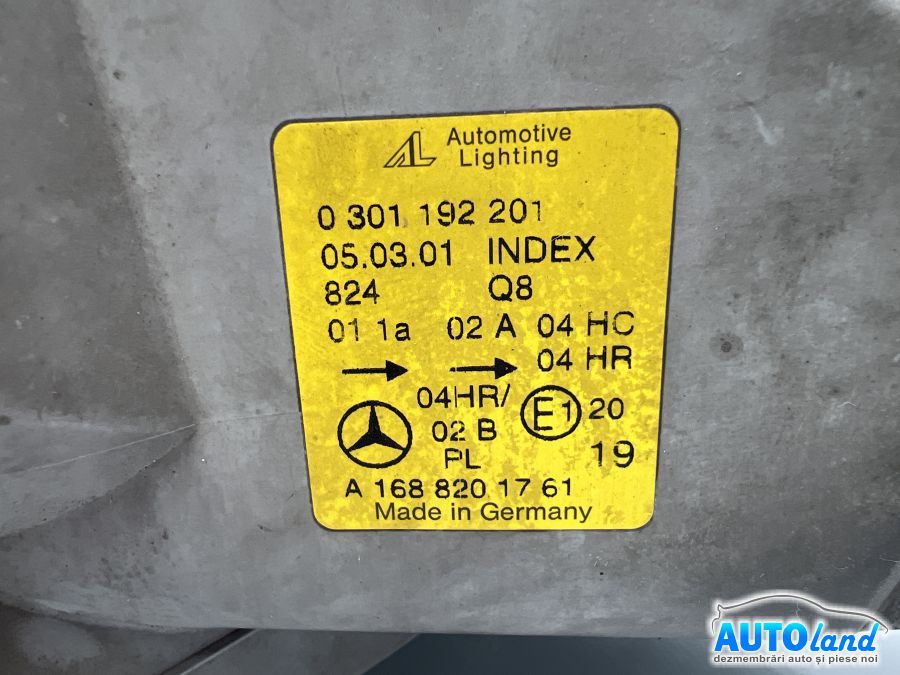 AL Automotive
Lighting
0 301 192 201
05.03.01 INDEX
824 Q8
01 1a 02 A 04 HC
04 HR
04HR/ E1 20
02 B
PL 19
A 168 820 17 61
Made in Germany
AUTOland
dezmembrări auto și piese noi